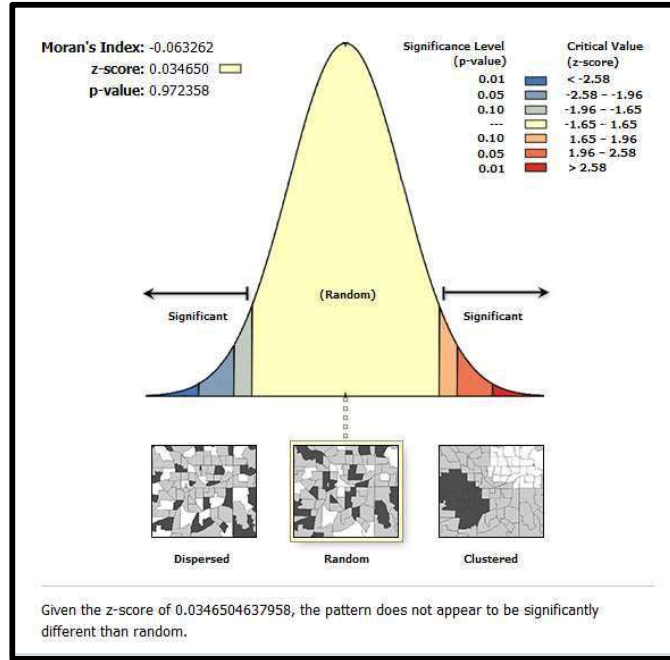 Moran's Index: -0.063262
z-score: 0.034650
p-value: 0.972358
Significance Level
(p-value)
Critical Value
(z-score)
0.01 < -2.58
0.05 -2.58 – -1.96
0.10 -1.96 – -1.65
--- -1.65 – 1.65
0.10 1.65 – 1.96
0.05 1.96 – 2.58
0.01 > 2.58
(Random)
Significant
Significant
Dispersed
Random
Clustered
Given the z-score of 0.0346504637958, the pattern does not appear to be significantly
different than random.